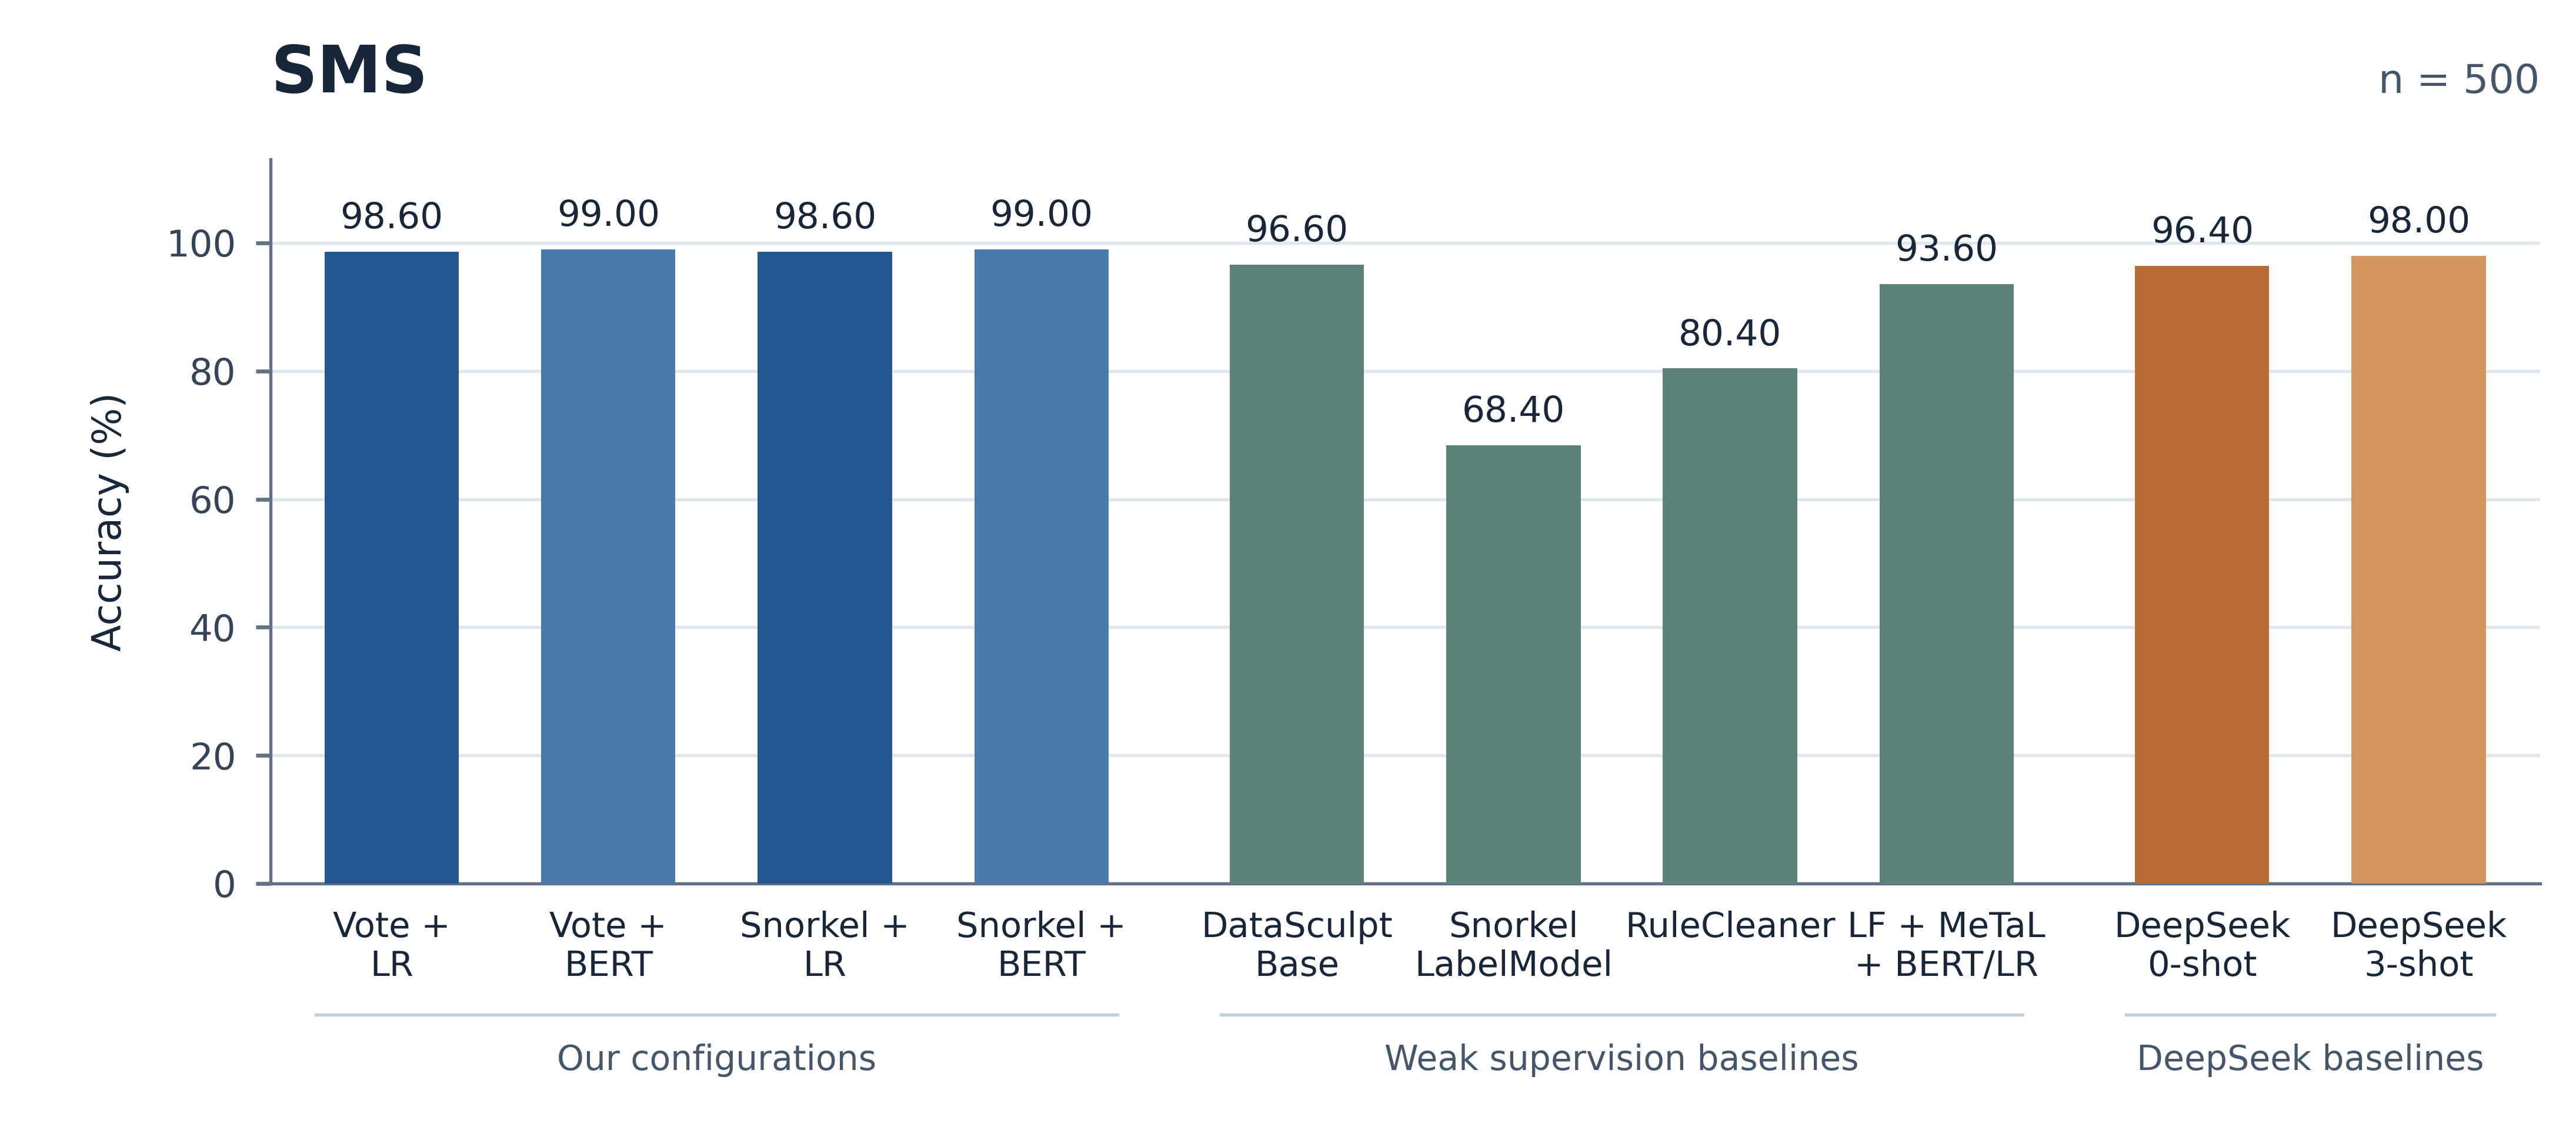 SMS
n = 500
Accuracy (%)
100
80
60
40
20
0
98.60
99.00
98.60
99.00
96.60
68.40
80.40
93.60
96.40
98.00
Vote +
LR
Vote +
BERT
Snorkel +
LR
Snorkel +
BERT
DataSculpt
Base
Snorkel
LabelModel
RuleCleaner
LF + MeTaL
+ BERT/LR
DeepSeek
0-shot
DeepSeek
3-shot
Our configurations
Weak supervision baselines
DeepSeek baselines